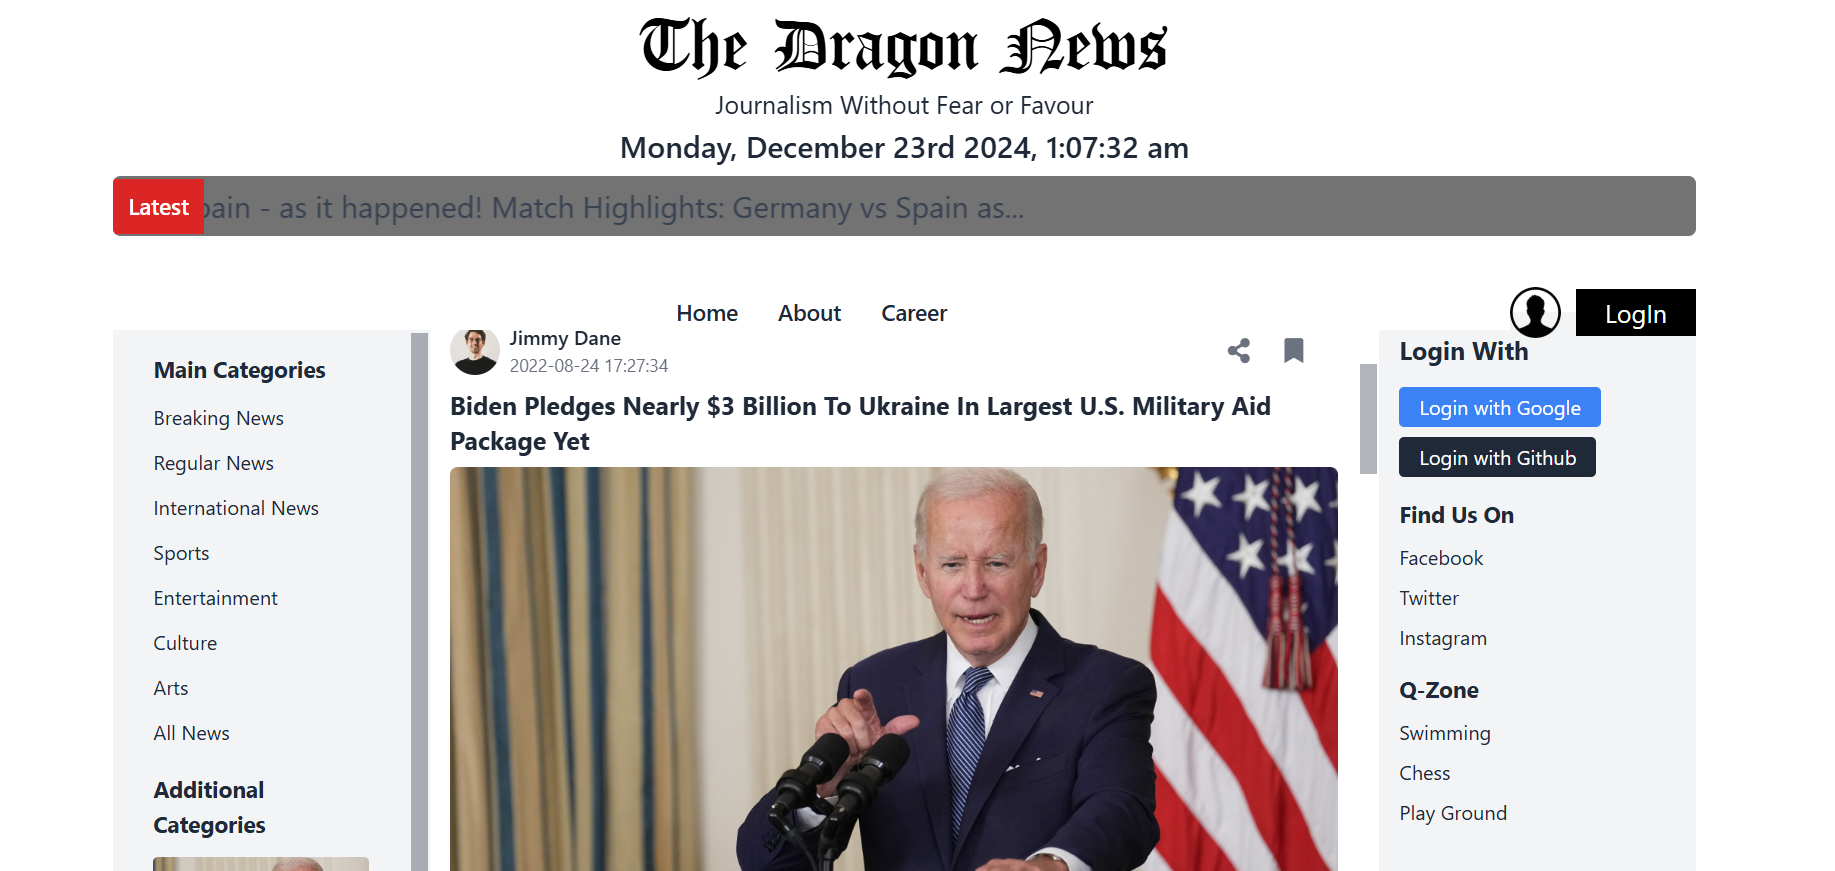 The Dragon News
Journalism Without Fear or Favour
Monday, December 23rd 2024, 1:07:32 am
Latest
- as it happened! Match Highlights: Germany vs Spain as...
Home About Career
LogIn
Main Categories
Breaking News
Regular News
International News
Sports
Entertainment
Culture
Arts
All News
Additional
Categories
Jimmy Dane
2022-08-24 17:27:34
Biden Pledges Nearly $3 Billion To Ukraine In Largest U.S. Military Aid
Package Yet
Login With
Login with Google
Login with Github
Find Us On
Facebook
Twitter
Instagram
Q-Zone
Swimming
Chess
Play Ground